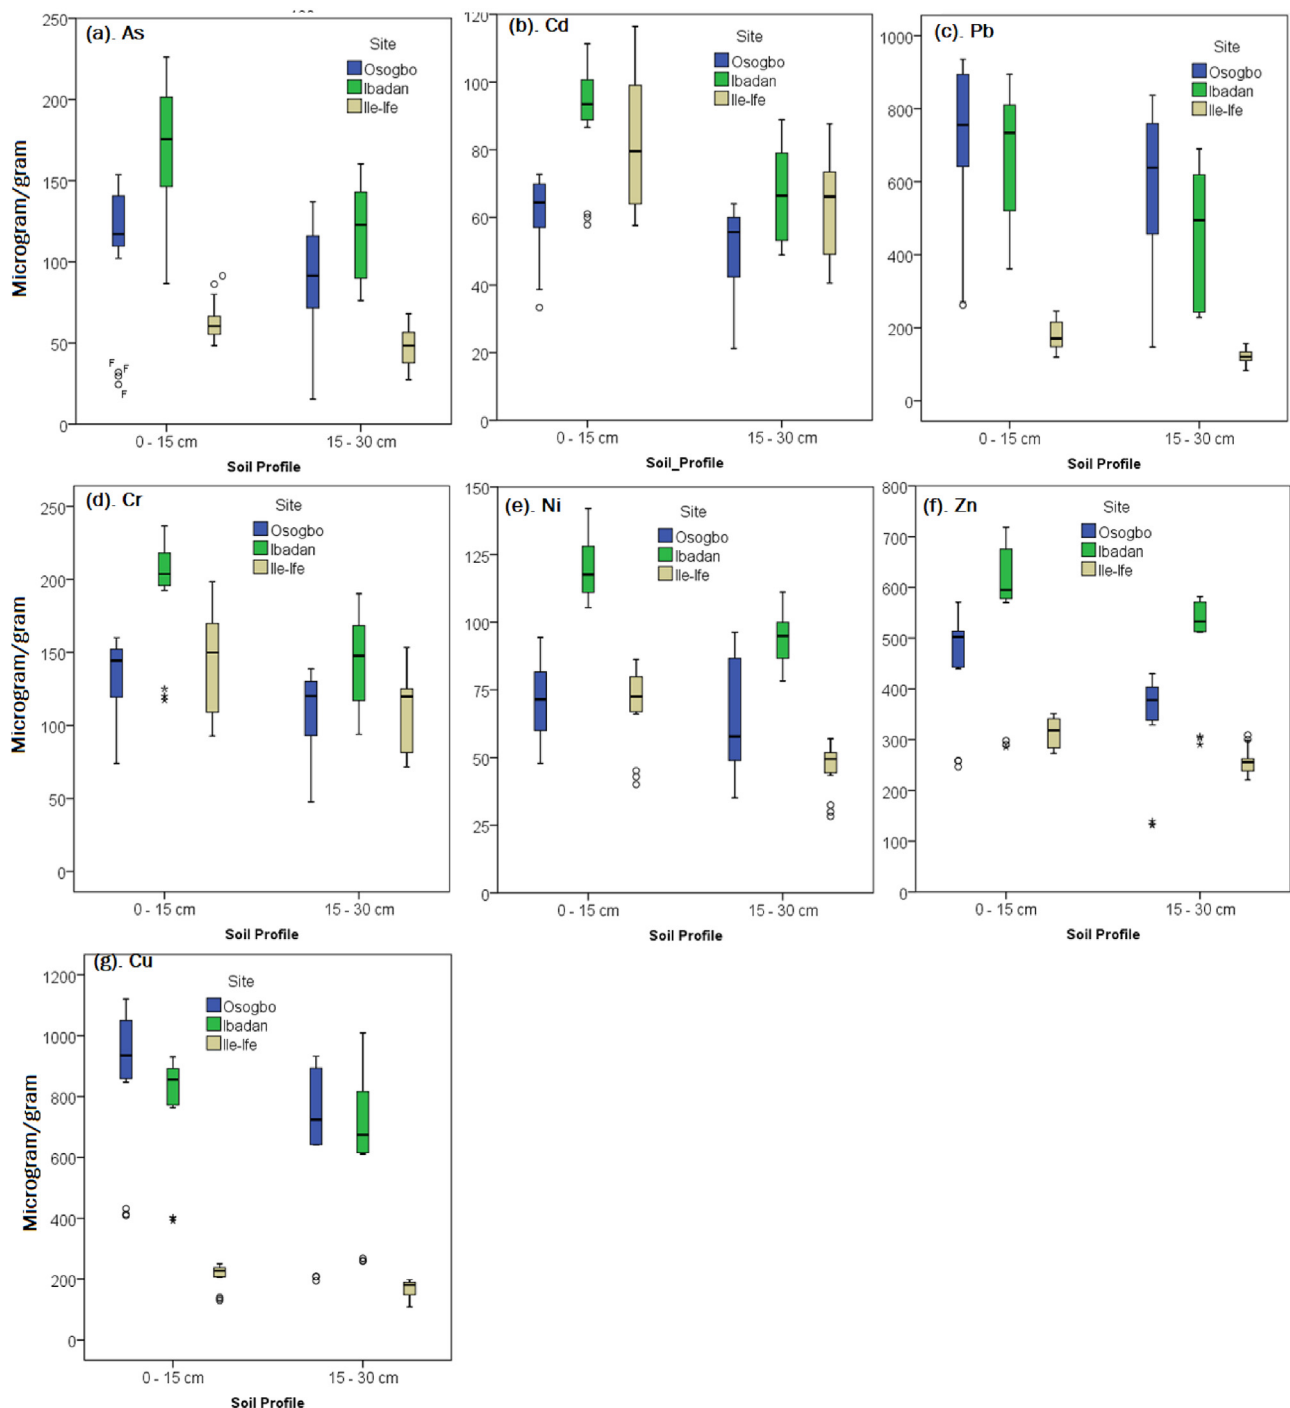 (a). As
Site
Osogbo
Ibadan
Ile-Ife
250
200
150
100
50
0
Microgram/gram
0 - 15 cm
15 - 30 cm
Soil Profile
F
F
F
(b). Cd
Site
Osogbo
Ibadan
Ile-Ife
120
100
80
60
40
20
0
0 - 15 cm
15 - 30 cm
Soil_Profile
(c). Pb
Site
Osogbo
Ibadan
Ile-Ife
1000
800
600
400
200
0
0 - 15 cm
15 - 30 cm
Soil Profile
(d). Cr
Site
Osogbo
Ibadan
Ile-Ife
250
200
150
100
50
0
Microgram/gram
0 - 15 cm
15 - 30 cm
Soil Profile
(e). Ni
Site
Osogbo
Ibadan
Ile-Ife
150
125
100
75
50
25
0
0 - 15 cm
15 - 30 cm
Soil Profile
(f). Zn
Site
Osogbo
Ibadan
Ile-Ife
800
700
600
500
400
300
200
100
0
0 - 15 cm
15 - 30 cm
Soil Profile
(g). Cu
Site
Osogbo
Ibadan
Ile-Ife
1200
1000
800
600
400
200
0
Microgram/gram
0 - 15 cm
15 - 30 cm
Soil Profile